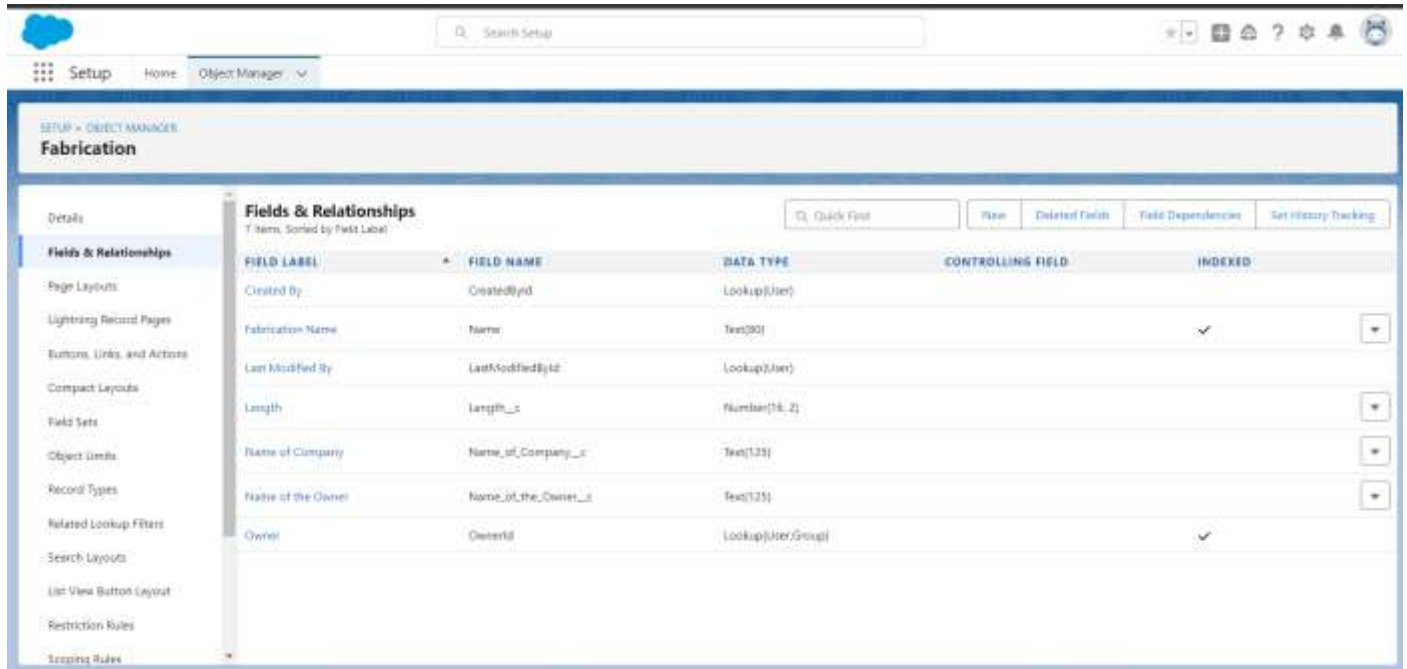 Search Setup
Setup Home Object Manager
SETUP > OBJECT MANAGER
Fabrication
Details
Fields & Relationships
Page Layouts
Lightning Record Pages
Buttons, Links, and Actions
Compact Layouts
Field Sets
Object Limits
Record Types
Related Lookup Filters
Search Layouts
List View Button Layout
Restriction Rules
Scoping Rules
Fields & Relationships
7 Items, Sorted by Field Label
Quick Find
New Deleted Fields Field Dependencies Set History Tracking
FIELD LABEL FIELD NAME DATA TYPE CONTROLLING FIELD INDEXED
Created By CreatedById Lookup(User)
Fabrication Name Name Text(80)
Last Modified By LastModifiedById Lookup(User)
Length Length__c Number(16, 2)
Name of Company Name_of_Company__c Text(125)
Name of the Owner Name_of_the_Owner__c Text(125)
Owner OwnerId Lookup(User,Group)